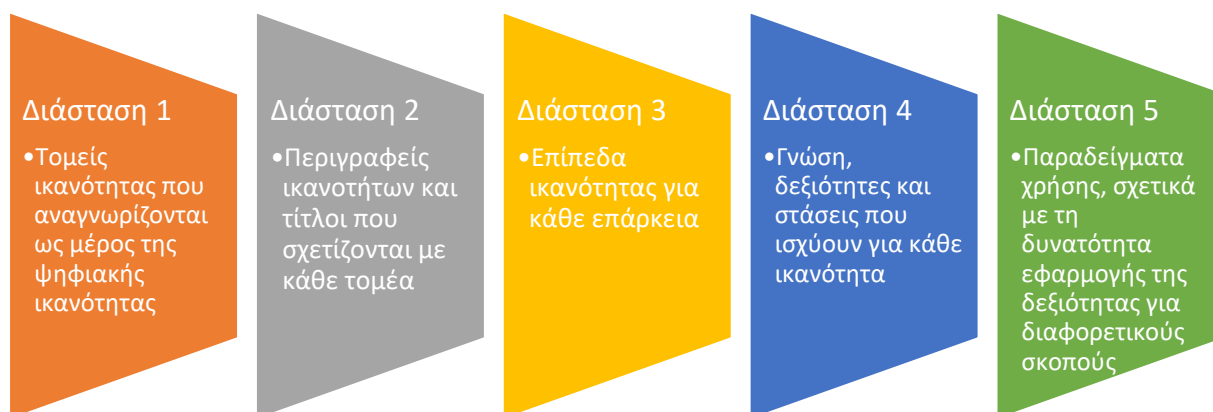 Διάσταση 1
•Τομείς
ικανότητας που
αναγνωρίζονται
ως μέρος της
ψηφιακής
ικανότητας
Διάσταση 2
•Περιγραφείς
ικανοτήτων και
τίτλοι που
σχετίζονται με
κάθε τομέα
Διάσταση 3
•Επίπεδα
ικανότητας για
κάθε επάρκεια
Διάσταση 4
•Γνώση,
δεξιότητες και
στάσεις που
ισχύουν για κάθε
ικανότητα
Διάσταση 5
•Παραδείγματα
χρήσης, σχετικά
με τη
δυνατότητα
εφαρμογής της
δεξιότητας για
διαφορετικούς
σκοπούς